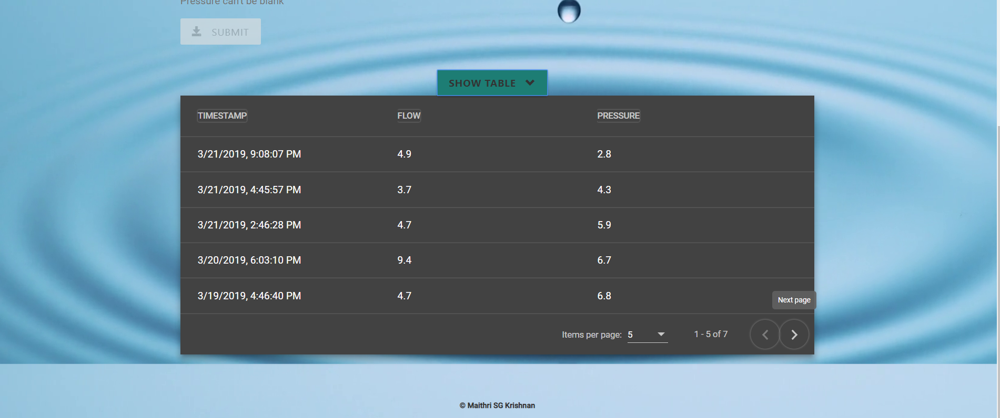 Pressure can't be blank
SUBMIT
SHOW TABLE
TIMESTAMP FLOW PRESSURE
3/21/2019, 9:08:07 PM 4.9 2.8
3/21/2019, 4:45:57 PM 3.7 4.3
3/21/2019, 2:46:28 PM 4.7 5.9
3/20/2019, 6:03:10 PM 9.4 6.7
3/19/2019, 4:46:40 PM 4.7 6.8
Next page
Items per page: 5 1 - 5 of 7
© Maithri SG Krishnan